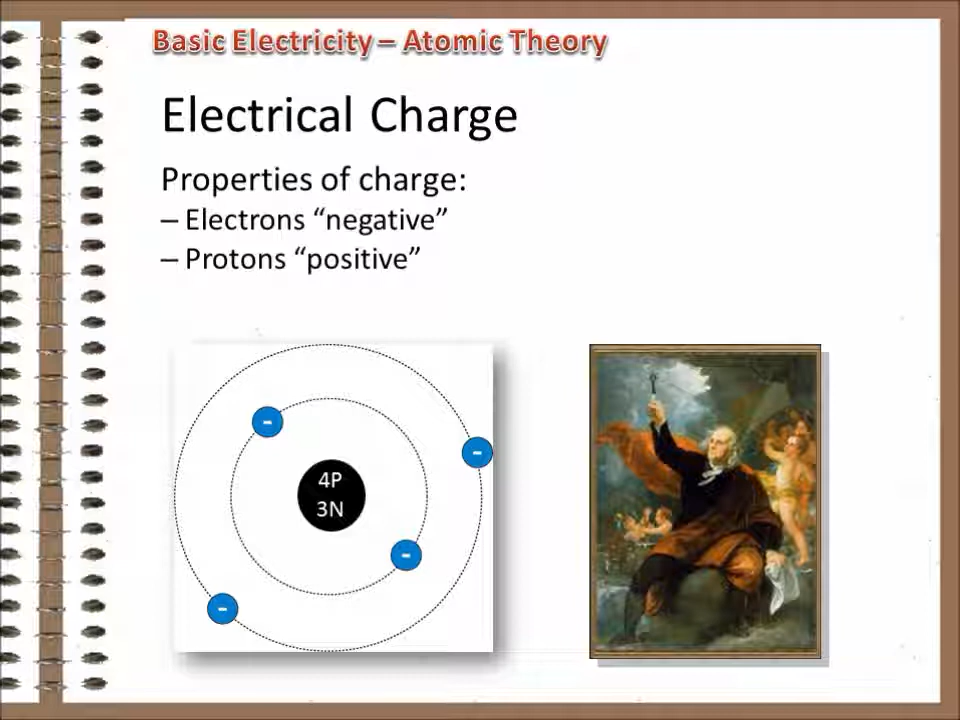 Basic Electricity – Atomic Theory
Electrical Charge
Properties of charge:
– Electrons “negative”
– Protons “positive”
-
-
4P
3N
-
-